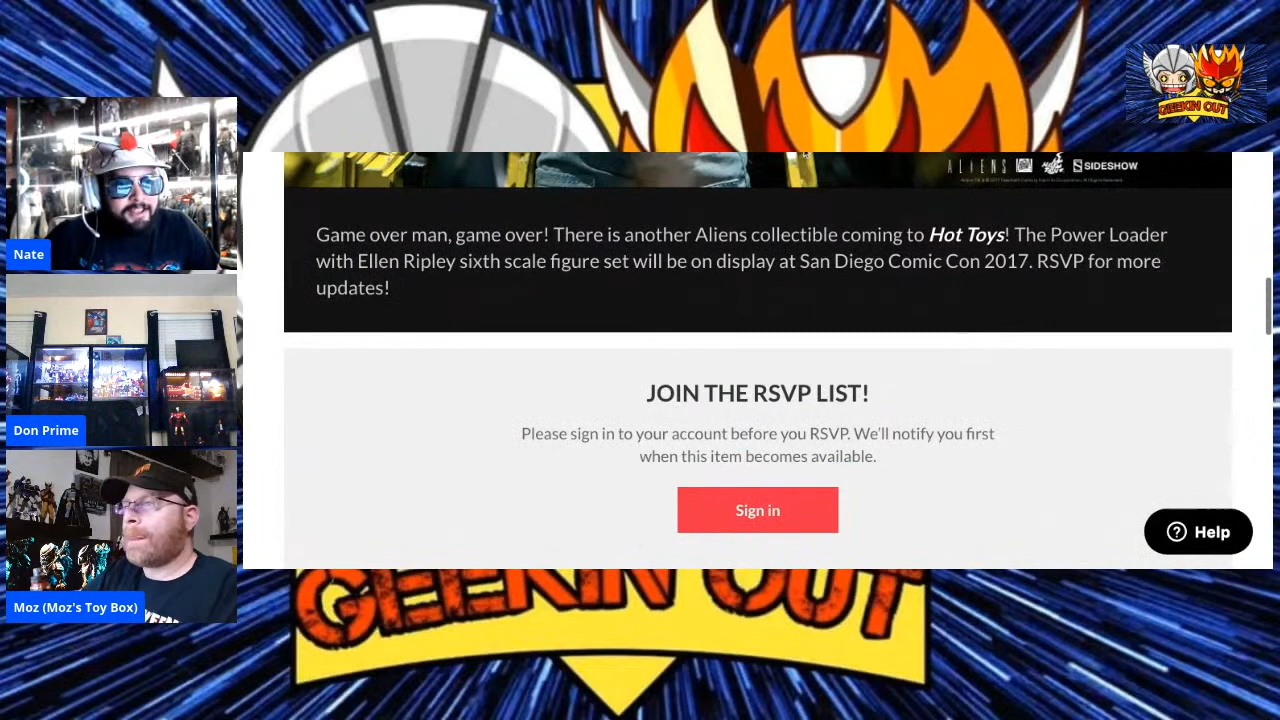 GEEKIN OUT
Nate
Don Prime
Moz (Moz's Toy Box)
ALIENS
SIDESHOW
Game over man, game over! There is another Aliens collectible coming to Hot Toys! The Power Loader
with Ellen Ripley sixth scale figure set will be on display at San Diego Comic Con 2017. RSVP for more
updates!
JOIN THE RSVP LIST!
Please sign in to your account before you RSVP. We'll notify you first
when this item becomes available.
Sign in
Help
GEEKIN OUT